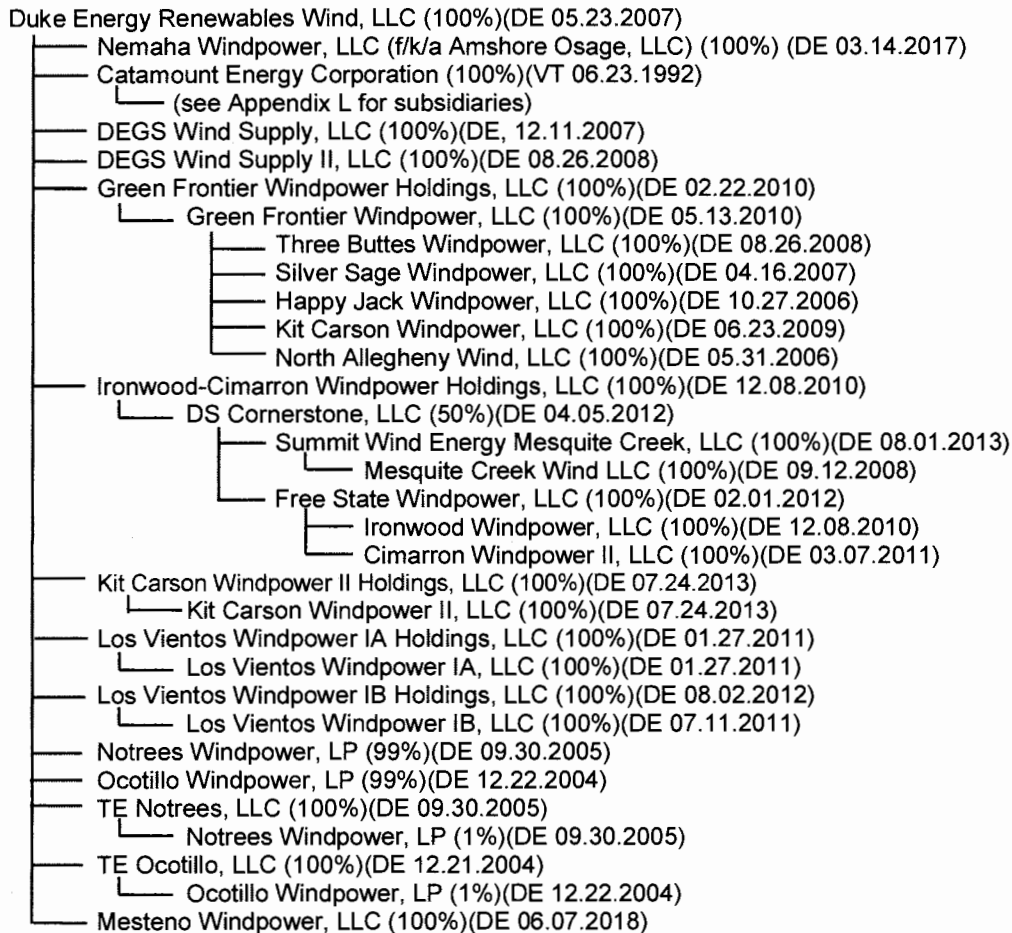 Duke Energy Renewables Wind, LLC (100%)(DE 05.23.2007)
Nemaha Windpower, LLC (f/k/a Amshore Osage, LLC) (100%) (DE 03.14.2017)
Catamount Energy Corporation (100%)(VT 06.23.1992)
(see Appendix L for subsidiaries)
DEGS Wind Supply, LLC (100%)(DE, 12.11.2007)
DEGS Wind Supply II, LLC (100%)(DE 08.26.2008)
Green Frontier Windpower Holdings, LLC (100%)(DE 02.22.2010)
Green Frontier Windpower, LLC (100%)(DE 05.13.2010)
Three Buttes Windpower, LLC (100%)(DE 08.26.2008)
Silver Sage Windpower, LLC (100%)(DE 04.16.2007)
Happy Jack Windpower, LLC (100%)(DE 10.27.2006)
Kit Carson Windpower, LLC (100%)(DE 06.23.2009)
North Allegheny Wind, LLC (100%)(DE 05.31.2006)
Ironwood-Cimarron Windpower Holdings, LLC (100%)(DE 12.08.2010)
DS Cornerstone, LLC (50%)(DE 04.05.2012)
Summit Wind Energy Mesquite Creek, LLC (100%)(DE 08.01.2013)
Mesquite Creek Wind LLC (100%)(DE 09.12.2008)
Free State Windpower, LLC (100%)(DE 02.01.2012)
Ironwood Windpower, LLC (100%)(DE 12.08.2010)
Cimarron Windpower II, LLC (100%)(DE 03.07.2011)
Kit Carson Windpower II Holdings, LLC (100%)(DE 07.24.2013)
Kit Carson Windpower II, LLC (100%)(DE 07.24.2013)
Los Vientos Windpower IA Holdings, LLC (100%)(DE 01.27.2011)
Los Vientos Windpower IA, LLC (100%)(DE 01.27.2011)
Los Vientos Windpower IB Holdings, LLC (100%)(DE 08.02.2012)
Los Vientos Windpower IB, LLC (100%)(DE 07.11.2011)
Notrees Windpower, LP (99%)(DE 09.30.2005)
Ocotillo Windpower, LP (99%)(DE 12.22.2004)
TE Notrees, LLC (100%)(DE 09.30.2005)
Notrees Windpower, LP (1%)(DE 09.30.2005)
TE Ocotillo, LLC (100%)(DE 12.21.2004)
Ocotillo Windpower, LP (1%)(DE 12.22.2004)
Mesteno Windpower, LLC (100%)(DE 06.07.2018)